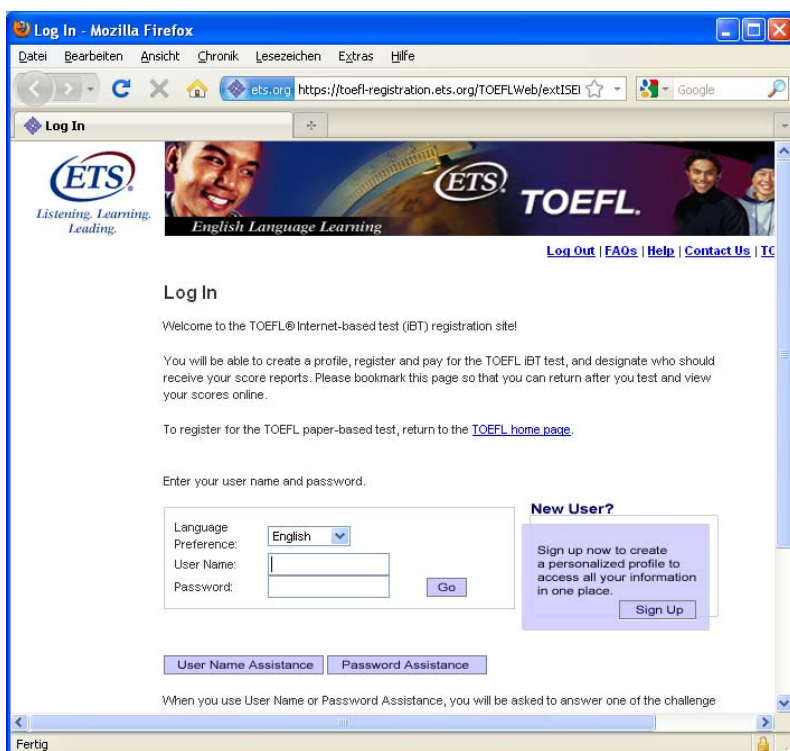 Log In - Mozilla Firefox
Datei Bearbeiten Ansicht Chronik Lesezeichen Extras Hilfe
ets.org https://toefl-registration.ets.org/TOEFLWeb/extISEI Google
Log In
ETS® ETS® TOEFL®
Listening. Learning. Leading.
English Language Learning
Log Out | FAQs | Help | Contact Us | TO
Log In
Welcome to the TOEFL® Internet-based test (iBT) registration site!
You will be able to create a profile, register and pay for the TOEFL iBT test, and designate who should
receive your score reports. Please bookmark this page so that you can return after you test and view
your scores online.
To register for the TOEFL paper-based test, return to the TOEFL home page.
Enter your user name and password.
Language
Preference: English
User Name:
Password: Go
New User?
Sign up now to create
a personalized profile to
access all your information
in one place.
Sign Up
User Name Assistance Password Assistance
When you use User Name or Password Assistance, you will be asked to answer one of the challenge
Fertig